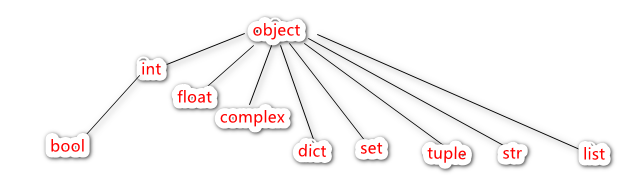 object
int
float
complex
bool
dict
set
tuple
str
list